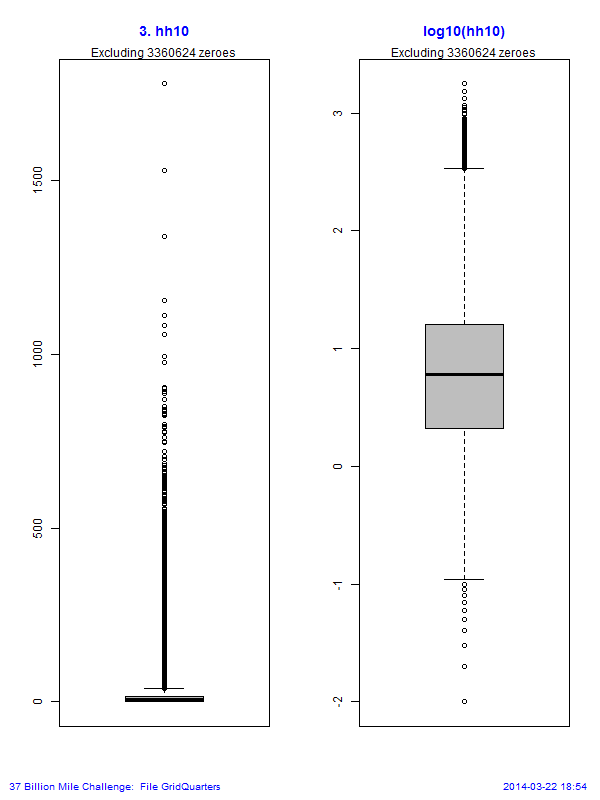 3. hh10
Excluding 3360624 zeroes
1500
1000
500
0
log10(hh10)
Excluding 3360624 zeroes
3
2
1
0
-1
-2
37 Billion Mile Challenge: File GridQuarters
2014-03-22 18:54